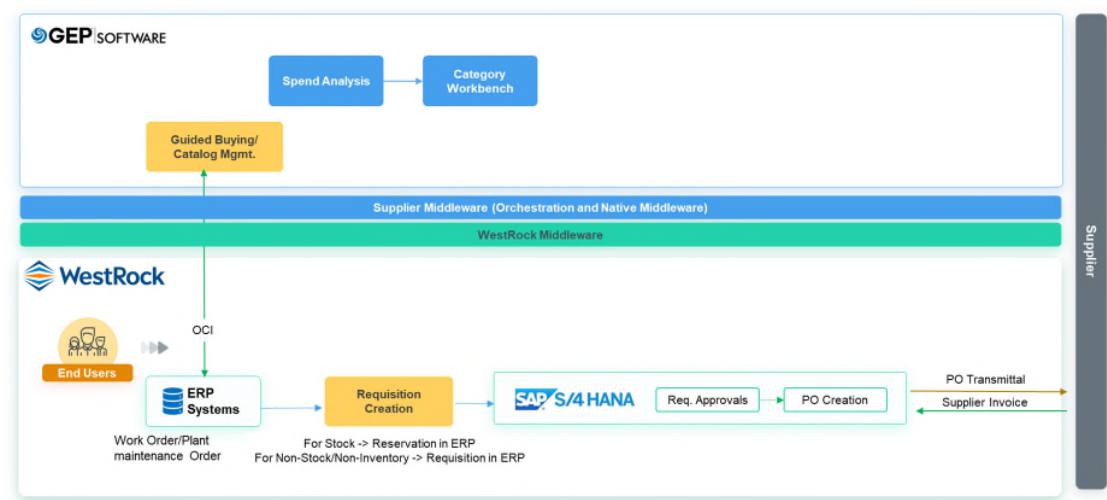 GEP SOFTWARE
Spend Analysis
Category
Workbench
Guided Buying/
Catalog Mgmt.
Supplier Middleware (Orchestration and Native Middleware)
WestRock Middleware
Supplier
WestRock
OCI
End Users
ERP
Systems
Work Order/Plant
maintenance Order
Requisition
Creation
For Stock -> Reservation in ERP
For Non-Stock/Non-Inventory -> Requisition in ERP
SAP S/4 HANA
Req. Approvals
PO Creation
PO Transmittal
Supplier Invoice